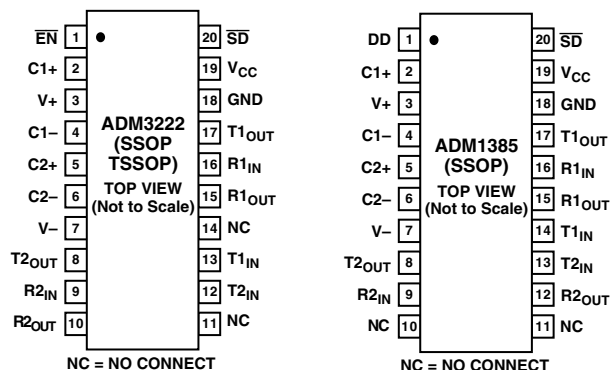 EN 1 20 SD
C1+ 2 19 VCC
V+ 3 18 GND
C1– 4 17 T1OUT
C2+ 5 16 R1IN
C2– 6 15 R1OUT
V– 7 14 NC
T2OUT 8 13 T1IN
R2IN 9 12 T2IN
R2OUT 10 11 NC
ADM3222
(SSOP
TSSOP)
TOP VIEW
(Not to Scale)
NC = NO CONNECT
DD 1 20 SD
C1+ 2 19 VCC
V+ 3 18 GND
C1– 4 17 T1OUT
C2+ 5 16 R1IN
C2– 6 15 R1OUT
V– 7 14 T1IN
T2OUT 8 13 T2IN
R2IN 9 12 R2OUT
NC 10 11 NC
ADM1385
(SSOP)
TOP VIEW
(Not to Scale)
NC = NO CONNECT